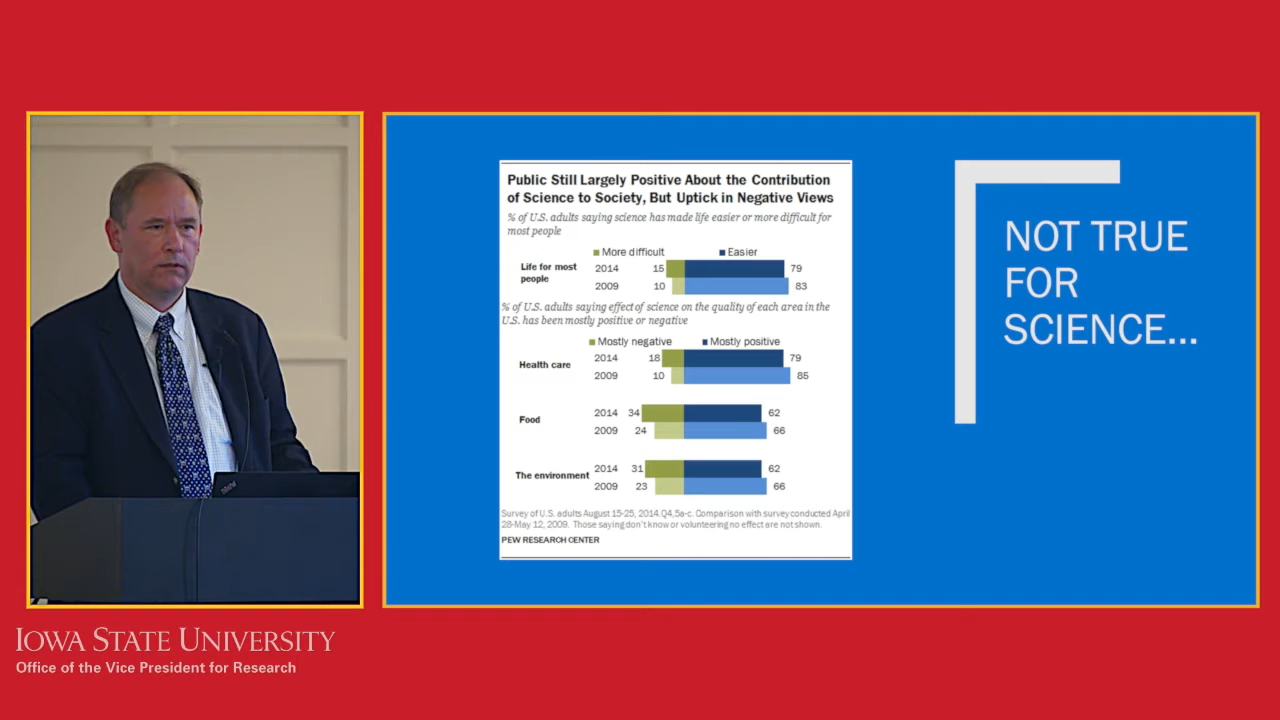 Public Still Largely Positive About the Contribution
of Science to Society, But Uptick in Negative Views
% of U.S. adults saying science has made life easier or more difficult for
most people
More difficult Easier
Life for most
people
2014 15 79
2009 10 83
% of U.S. adults saying effect of science on the quality of each area in the
U.S. has been mostly positive or negative
Mostly negative Mostly positive
Health care
2014 18 79
2009 10 85
Food
2014 34 62
2009 24 66
The environment
2014 31 62
2009 23 66
Survey of U.S. adults August 15-25, 2014. Q4,5a-c. Comparison with survey conducted April
28-May 12, 2009. Those saying don't know or volunteering no effect are not shown.
PEW RESEARCH CENTER
NOT TRUE
FOR
SCIENCE...
IOWA STATE UNIVERSITY
Office of the Vice President for Research